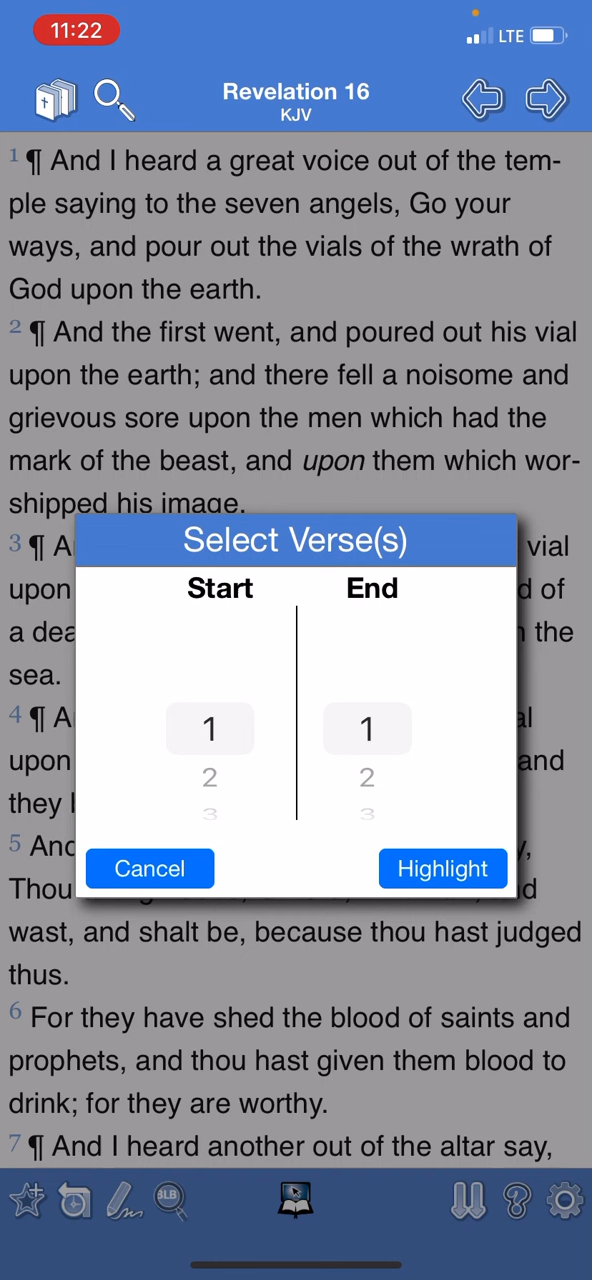 11:22
LTE
Revelation 16
KJV
1 ¶ And I heard a great voice out of the tem-
ple saying to the seven angels, Go your
ways, and pour out the vials of the wrath of
God upon the earth.
2 ¶ And the first went, and poured out his vial
upon the earth; and there fell a noisome and
grievous sore upon the men which had the
mark of the beast, and upon them which wor-
shipped his image.
3 ¶ A vial
upon d of
a dea the
sea.
4 ¶ A al
upon and
they
5 And y,
Thou d
wast, and shalt be, because thou hast judged
thus.
6 For they have shed the blood of saints and
prophets, and thou hast given them blood to
drink; for they are worthy.
7 ¶ And I heard another out of the altar say,
Select Verse(s)
Start End
1 1
2 2
3 3
Cancel Highlight
BLB